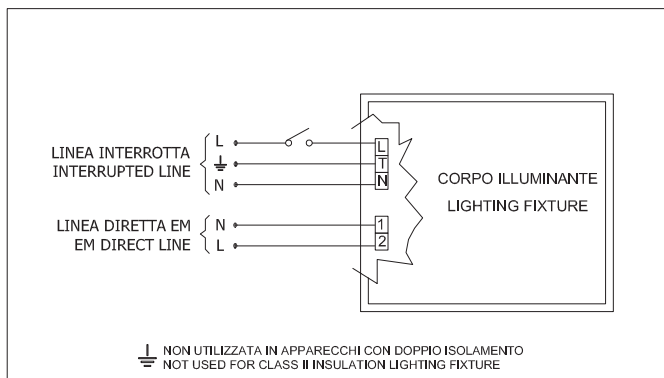 LINEA INTERROTTA
INTERRUPTED LINE
L
N
L
T
N
LINEA DIRETTA EM
EM DIRECT LINE
N
L
1
2
CORPO ILLUMINANTE
LIGHTING FIXTURE
NON UTILIZZATA IN APPARECCHI CON DOPPIO ISOLAMENTO
NOT USED FOR CLASS II INSULATION LIGHTING FIXTURE